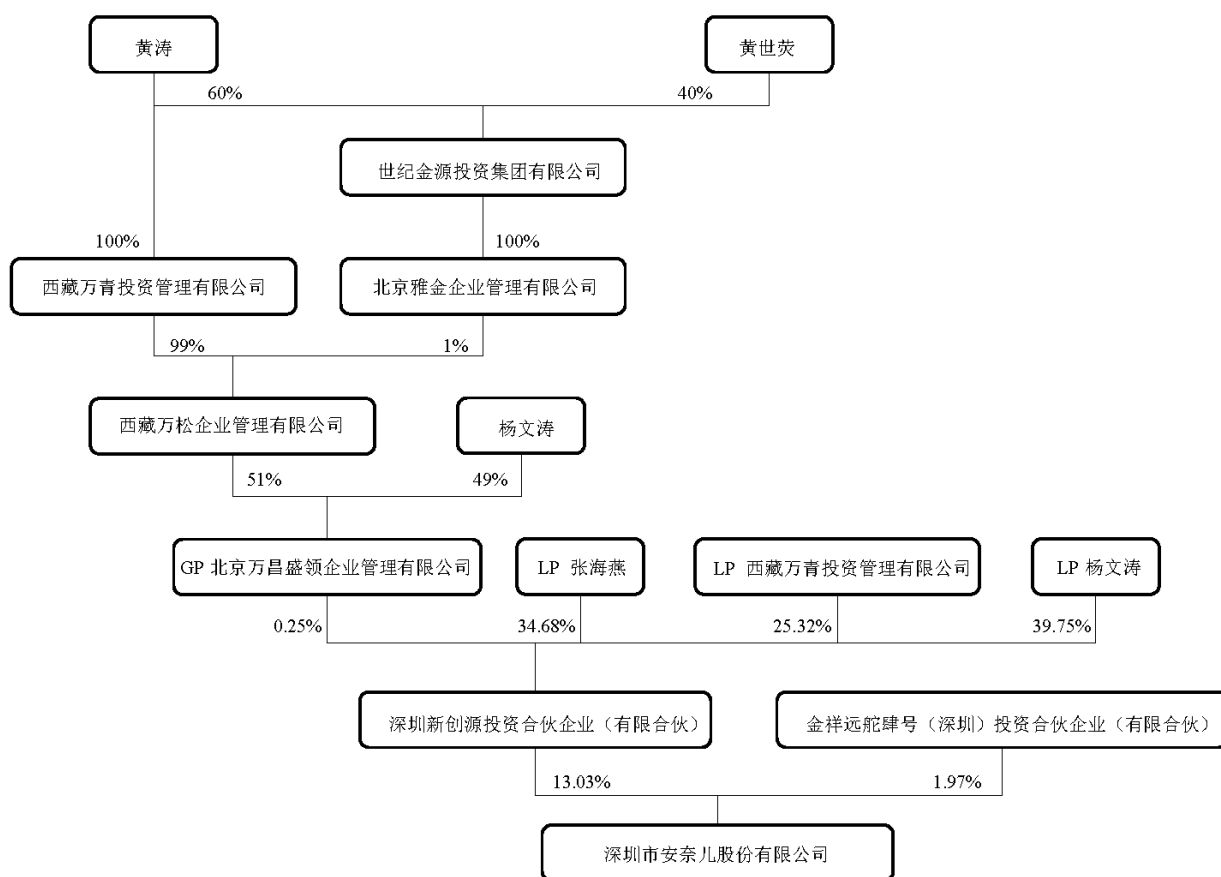 黄涛
黄世荧
60%
40%
世纪金源投资集团有限公司
100%
100%
西藏万青投资管理有限公司
北京雅金企业管理有限公司
99%
1%
西藏万松企业管理有限公司
杨文涛
51%
49%
GP 北京万昌盛领企业管理有限公司
LP 张海燕
LP 西藏万青投资管理有限公司
LP 杨文涛
0.25%
34.68%
25.32%
39.75%
深圳新创源投资合伙企业（有限合伙）
金祥远舵肆号（深圳）投资合伙企业（有限合伙）
13.03%
1.97%
深圳市安奈儿股份有限公司